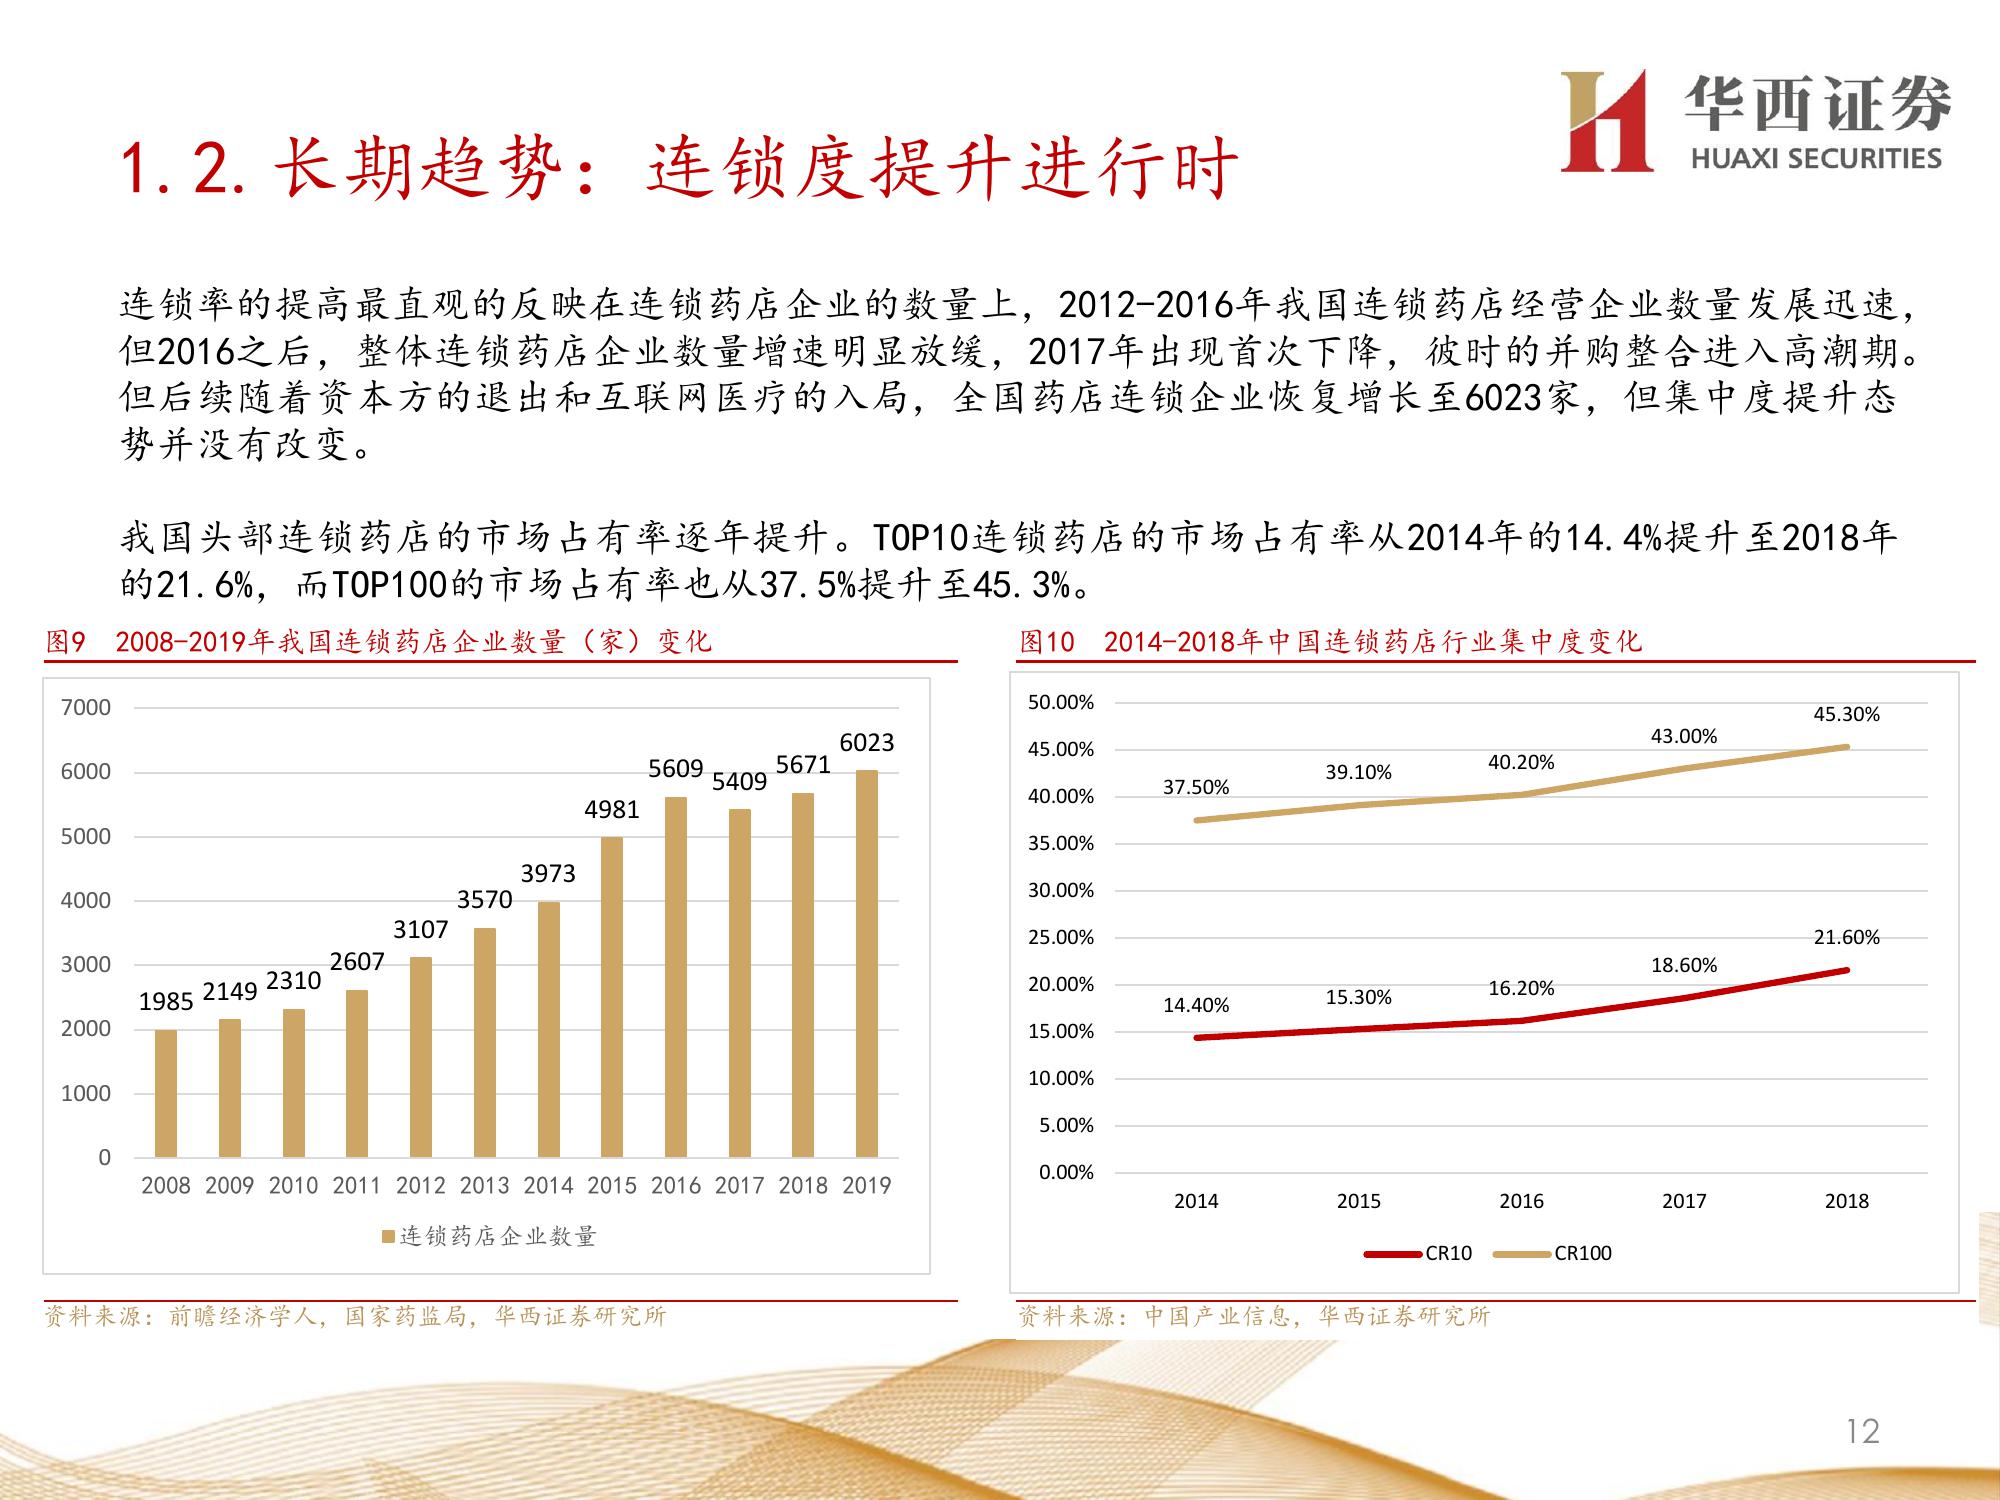 华西证券
HUAXI SECURITIES
1.2.长期趋势：连锁度提升进行时
连锁率的提高最直观的反映在连锁药店企业的数量上，2012-2016年我国连锁药店经营企业数量发展迅速，
但2016之后，整体连锁药店企业数量增速明显放缓，2017年出现首次下降，彼时的并购整合进入高潮期。
但后续随着资本方的退出和互联网医疗的入局，全国药店连锁企业恢复增长至6023家，但集中度提升态
势并没有改变。
我国头部连锁药店的市场占有率逐年提升。TOP10连锁药店的市场占有率从2014年的14.4%提升至2018年
的21.6%，而TOP100的市场占有率也从37.5%提升至45.3%。
图9 2008-2019年我国连锁药店企业数量（家）变化
7000
6000
5000
4000
3000
2000
1000
0
1985 2149 2310 2607 3107 3570 3973 4981 5609 5409 5671 6023
2008 2009 2010 2011 2012 2013 2014 2015 2016 2017 2018 2019
连锁药店企业数量
资料来源：前瞻经济学人，国家药监局，华西证券研究所
图10 2014-2018年中国连锁药店行业集中度变化
50.00%
45.00%
40.00%
35.00%
30.00%
25.00%
20.00%
15.00%
10.00%
5.00%
0.00%
37.50% 39.10% 40.20% 43.00% 45.30%
14.40% 15.30% 16.20% 18.60% 21.60%
2014 2015 2016 2017 2018
CR10 CR100
资料来源：中国产业信息，华西证券研究所
12